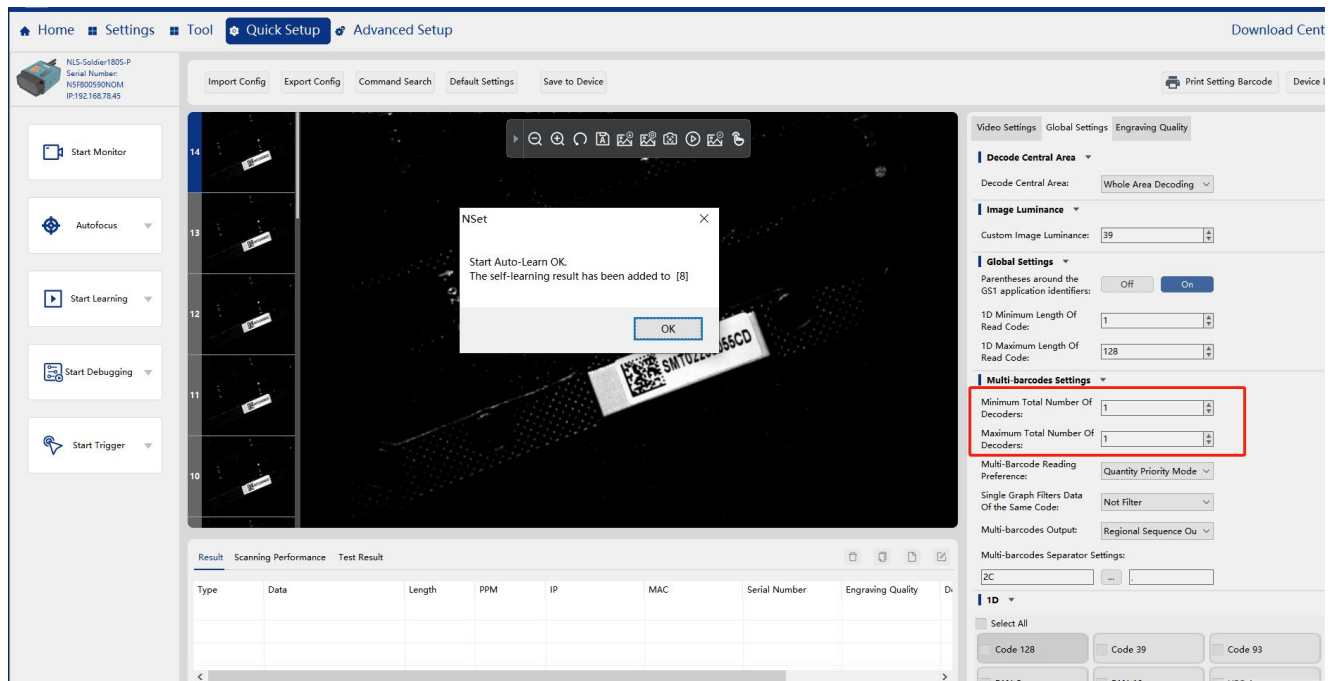 Home Settings Tool Quick Setup Advanced Setup Download Cent
NLS-Soldier180S-P
Serial Number:
N5FB00590NOM
IP:192.168.78.45
Import Config Export Config Command Search Default Settings Save to Device Print Setting Barcode Device
Start Monitor
Autofocus
Start Learning
Start Debugging
Start Trigger
14
13
12
11
10
NSet
Start Auto-Learn OK.
The self-learning result has been added to [8]
OK
Video Settings Global Settings Engraving Quality
Decode Central Area
Decode Central Area: Whole Area Decoding
Image Luminance
Custom Image Luminance: 39
Global Settings
Parentheses around the
GS1 application identifiers: Off On
1D Minimum Length Of
Read Code: 1
1D Maximum Length Of
Read Code: 128
Multi-barcodes Settings
Minimum Total Number Of
Decoders: 1
Maximum Total Number Of
Decoders: 1
Multi-Barcode Reading
Preference: Quantity Priority Mode
Single Graph Filters Data
Of the Same Code: Not Filter
Multi-barcodes Output: Regional Sequence Ou
Multi-barcodes Separator Settings:
2C ... ,
1D
Select All
Code 128 Code 39 Code 93
Result Scanning Performance Test Result
Type Data Length PPM IP MAC Serial Number Engraving Quality